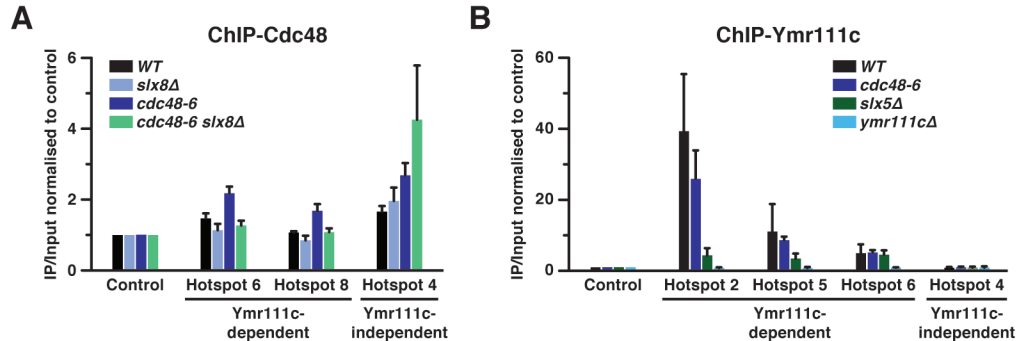 A
ChIP-Cdc48
IP/Input normalised to control
6
4
2
0
WT
slx8Δ
cdc48-6
cdc48-6 slx8Δ
Control
Hotspot 6
Hotspot 8
Hotspot 4
Ymr111c-
dependent
Ymr111c-
independent
B
ChIP-Ymr111c
IP/Input normalised to control
60
40
20
0
WT
cdc48-6
slx5Δ
ymr111cΔ
Control
Hotspot 2
Hotspot 5
Hotspot 6
Hotspot 4
Ymr111c-
dependent
Ymr111c-
independent